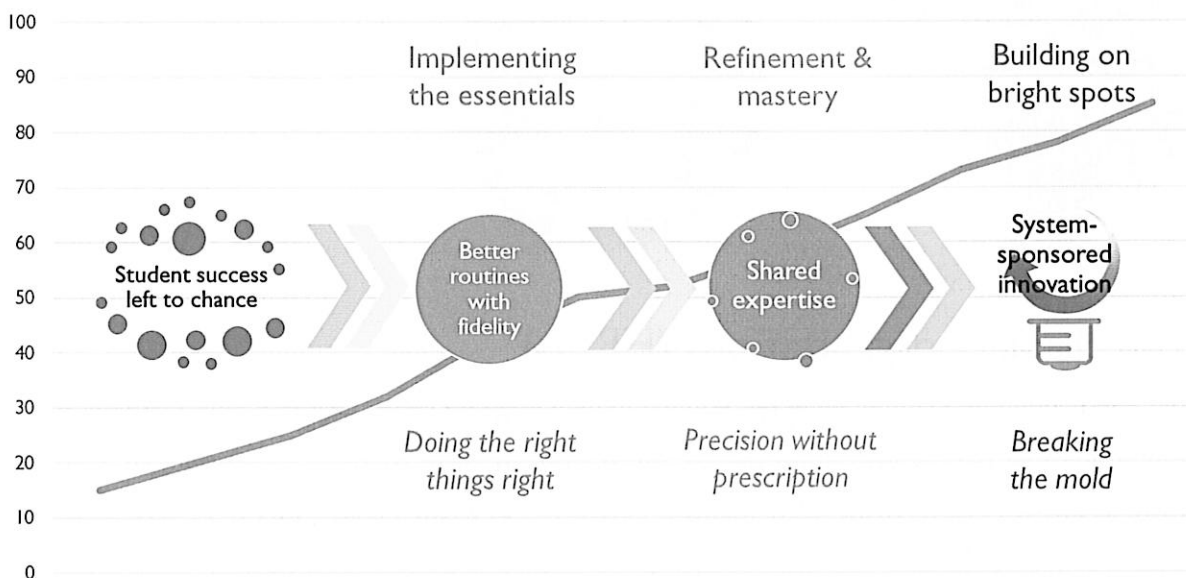 100
90
80
70
60
50
40
30
20
10
0
Implementing
the essentials
Refinement &
mastery
Building on
bright spots
Student success
left to chance
Better
routines
with
fidelity
Shared
expertise
System-
sponsored
innovation
Doing the right
things right
Precision without
prescription
Breaking
the mold